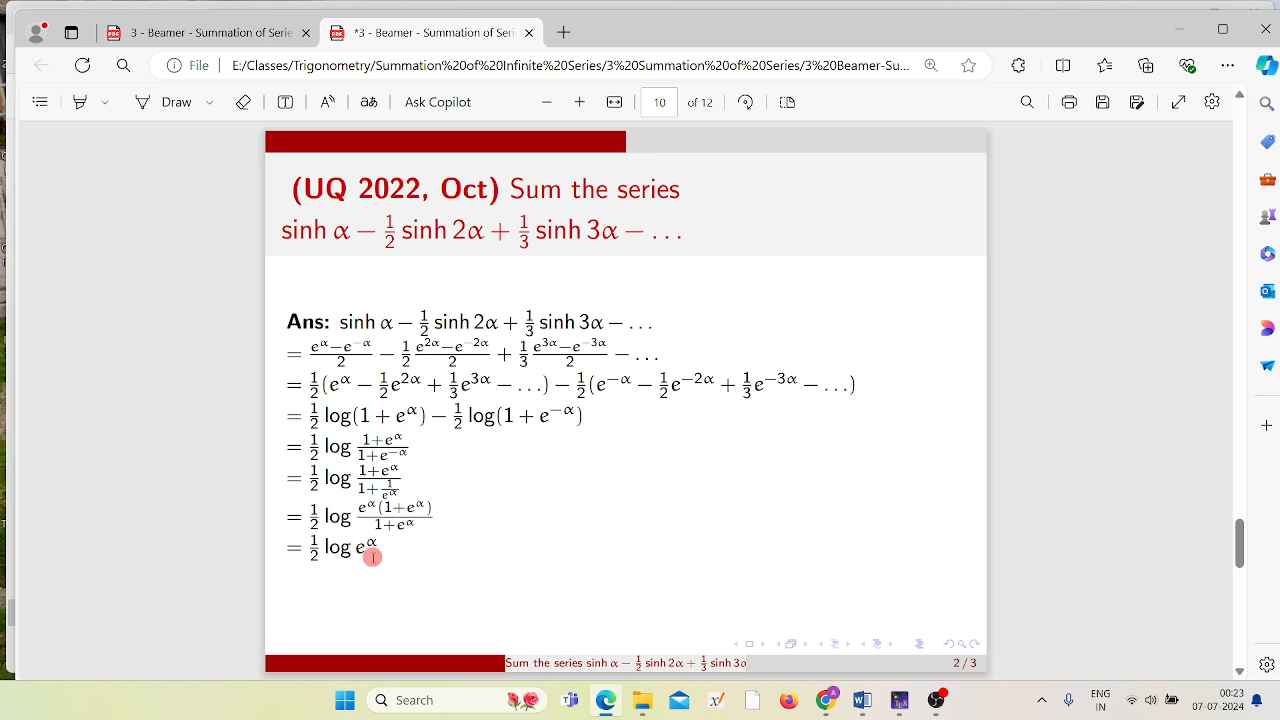 3 - Beamer - Summation of Serie
*3 - Beamer - Summation of Seri
File E:/Classes/Trigonometry/Summation%20of%20Infinite%20Series/3%20Summation%20of%20Series/3%20Beamer-Su...
Draw Ask Copilot 10 of 12
(UQ 2022, Oct) Sum the series
sinh α − 1/2 sinh 2α + 1/3 sinh 3α − ...
Ans: sinh α − 1/2 sinh 2α + 1/3 sinh 3α − ...
= (e^α − e^−α)/2 − 1/2 (e^2α − e^−2α)/2 + 1/3 (e^3α − e^−3α)/2 − ...
= 1/2(e^α − 1/2 e^2α + 1/3 e^3α − ...) − 1/2(e^−α − 1/2 e^−2α + 1/3 e^−3α − ...)
= 1/2 log(1 + e^α) − 1/2 log(1 + e^−α)
= 1/2 log (1+e^α)/(1+e^−α)
= 1/2 log (1+e^α)/(1+1/e^α)
= 1/2 log e^α(1+e^α)/(1+e^α)
= 1/2 log e^α
Sum the series sinh α − 1/2 sinh 2α + 1/3 sinh 3α 2 / 3
Search
ENG
IN
00:23
07-07-2024